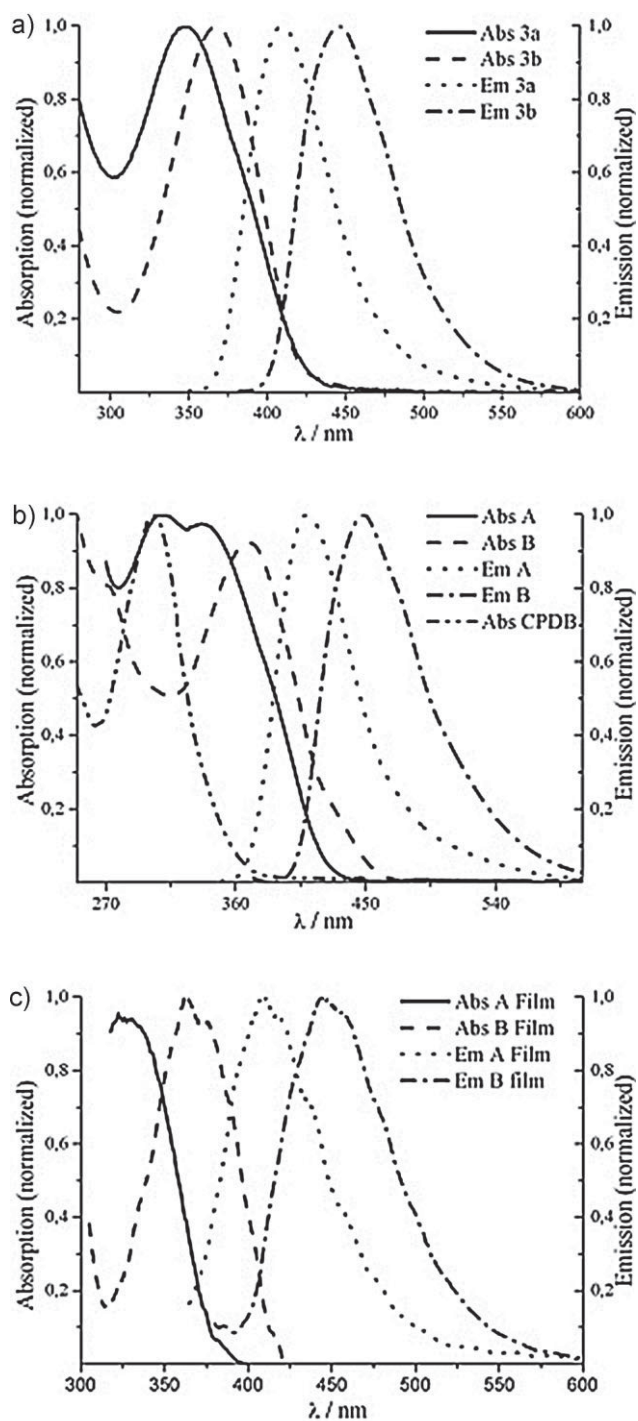 a)
Abs 3a
Abs 3b
Em 3a
Em 3b
1,0
0,8
0,6
0,4
0,2
Absorption (normalized)
1,0
0,8
0,6
0,4
0,2
Emission (normalized)
300 350 400 450 500 550 600
λ / nm
b)
Abs A
Abs B
Em A
Em B
Abs CPDB
1,0
0,8
0,6
0,4
0,2
Absorption (normalized)
1,0
0,8
0,6
0,4
0,2
Emission (normalized)
270 360 450 540
λ / nm
c)
Abs A Film
Abs B Film
Em A Film
Em B film
1,0
0,8
0,6
0,4
0,2
Absorption (normalized)
1,0
0,8
0,6
0,4
0,2
Emission (normalized)
300 350 400 450 500 550 600
λ / nm